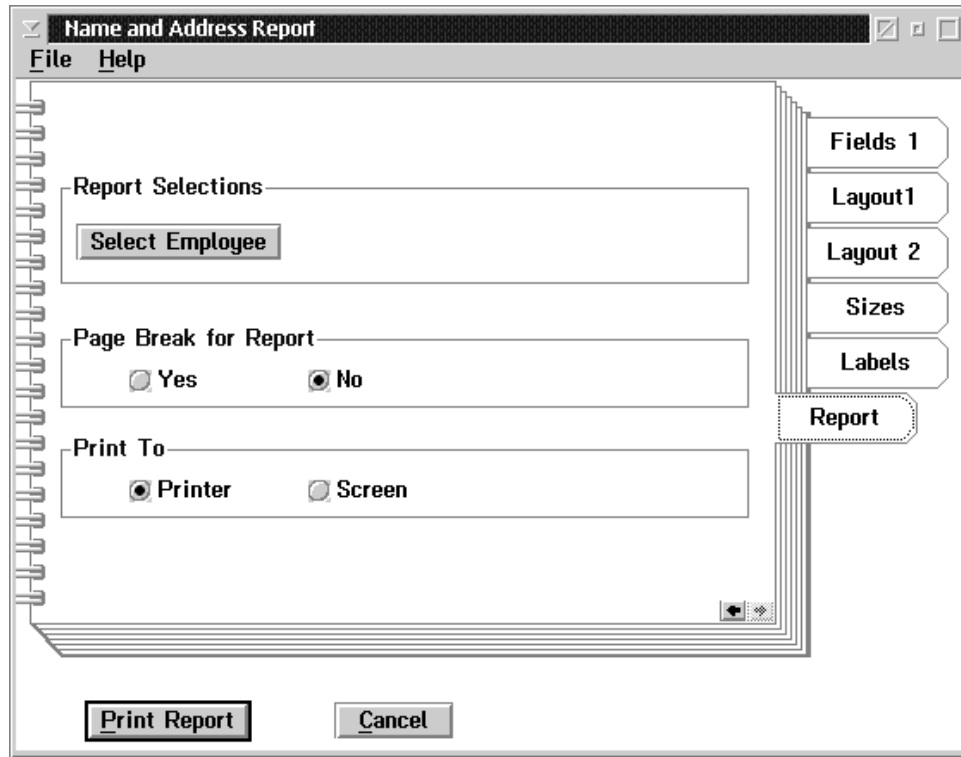 Name and Address Report
File Help
Fields 1
Layout1
Layout 2
Sizes
Labels
Report
Report Selections
Select Employee
Page Break for Report
Yes No
Print To
Printer Screen
Print Report Cancel